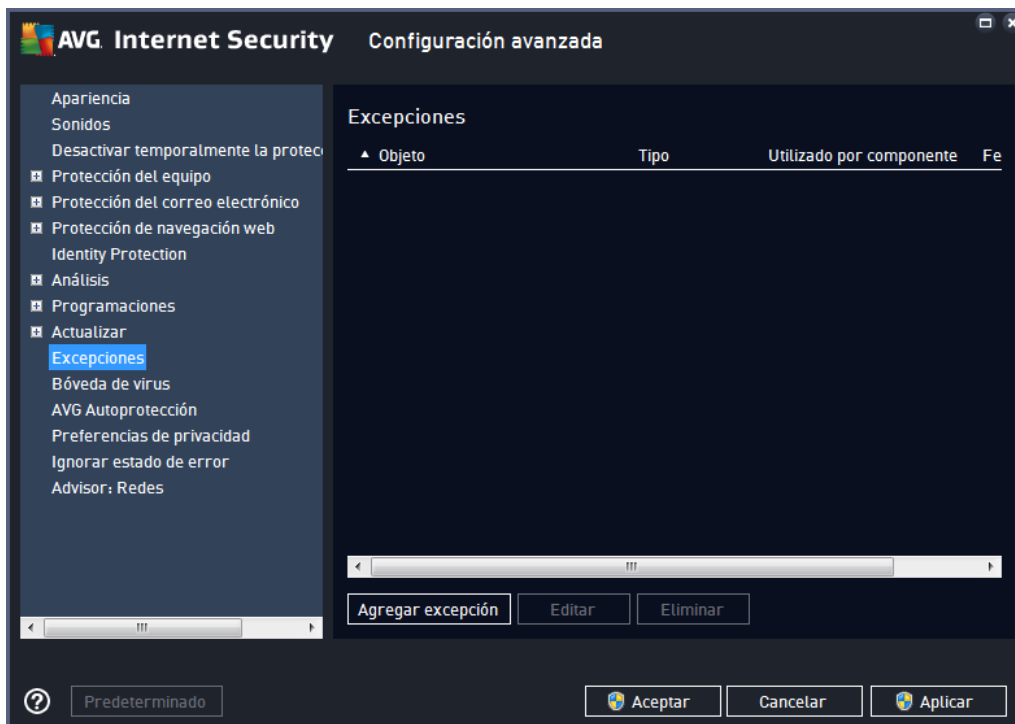 AVG. Internet Security Configuración avanzada
Apariencia
Sonidos
Desactivar temporalmente la protec
Protección del equipo
Protección del correo electrónico
Protección de navegación web
Identity Protection
Análisis
Programaciones
Actualizar
Excepciones
Bóveda de virus
AVG Autoprotección
Preferencias de privacidad
Ignorar estado de error
Advisor: Redes
Excepciones
Objeto Tipo Utilizado por componente Fe
Agregar excepción Editar Eliminar
Predeterminado Aceptar Cancelar Aplicar